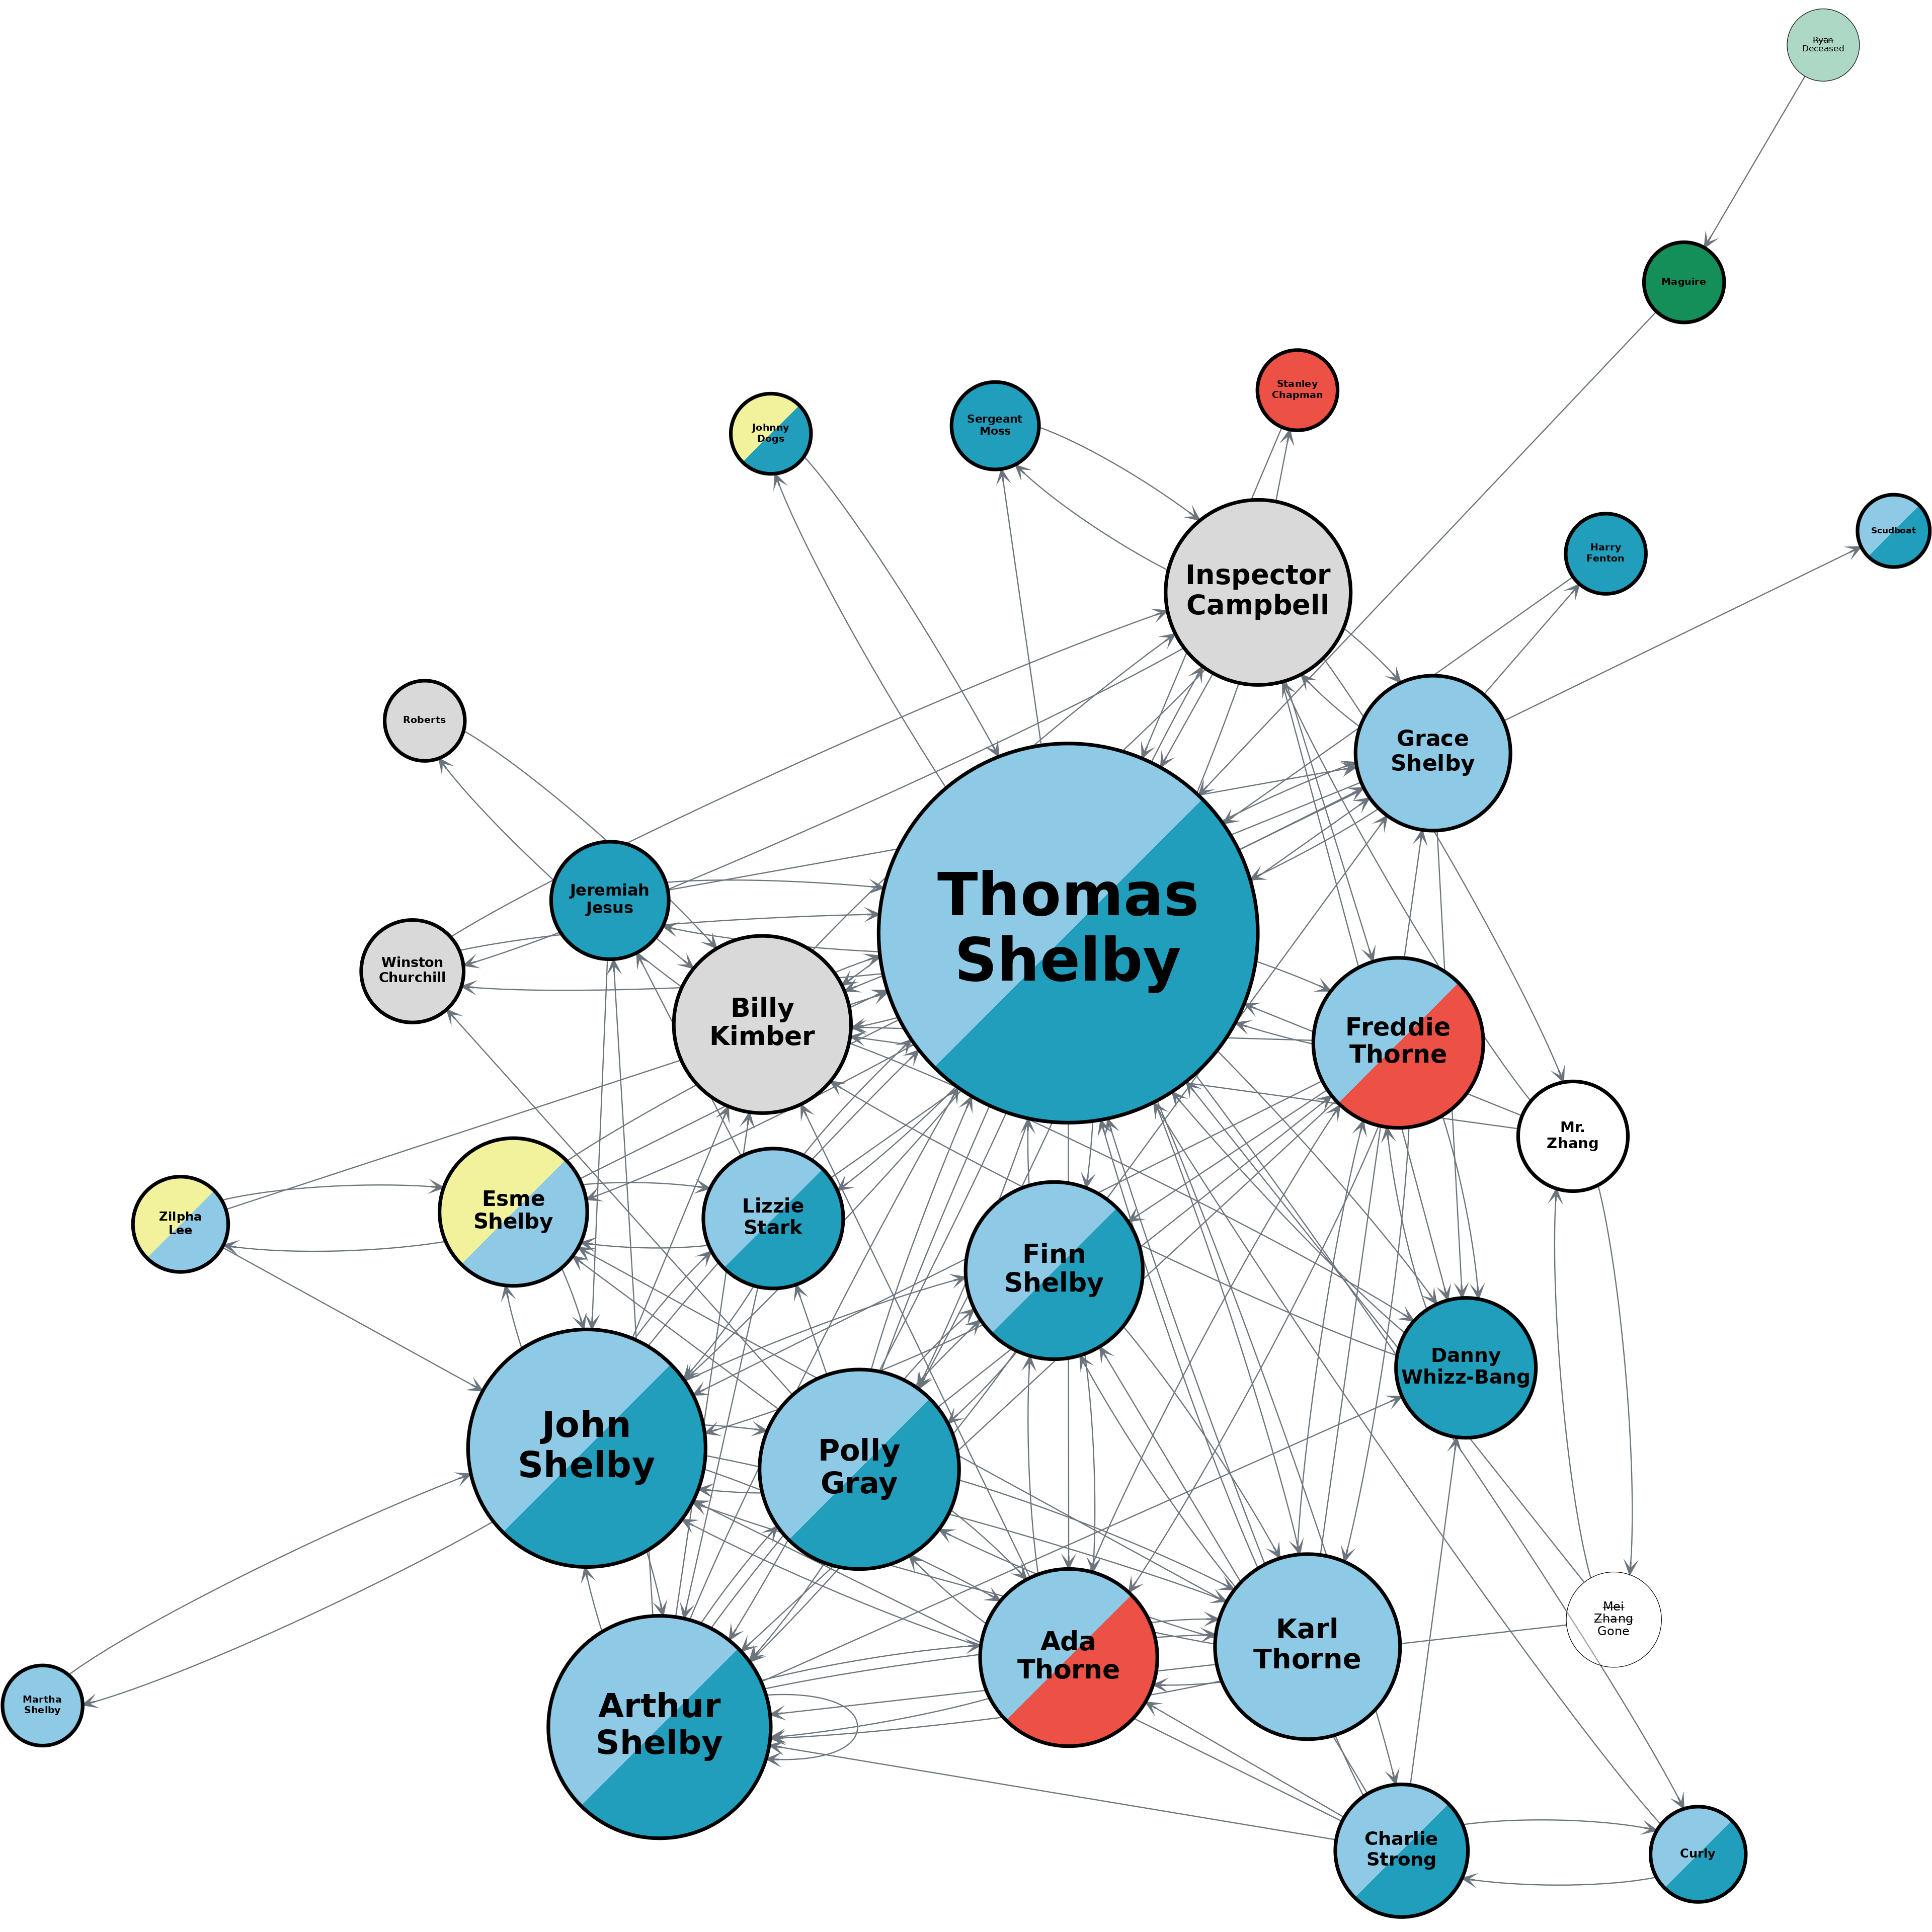 Ryan
Deceased
Maguire
Stanley
Chapman
Johnny
Dogs
Sergeant
Moss
Scudboat
Harry
Fenton
Inspector
Campbell
Roberts
Grace
Shelby
Jeremiah
Jesus
Thomas
Shelby
Winston
Churchill
Billy
Kimber
Freddie
Thorne
Mr.
Zhang
Esme
Shelby
Zilpha
Lee
Lizzie
Stark
Finn
Shelby
Danny
Whizz-Bang
John
Shelby
Polly
Gray
Mei
Zhang
Gone
Ada
Thorne
Karl
Thorne
Martha
Shelby
Arthur
Shelby
Charlie
Strong
Curly